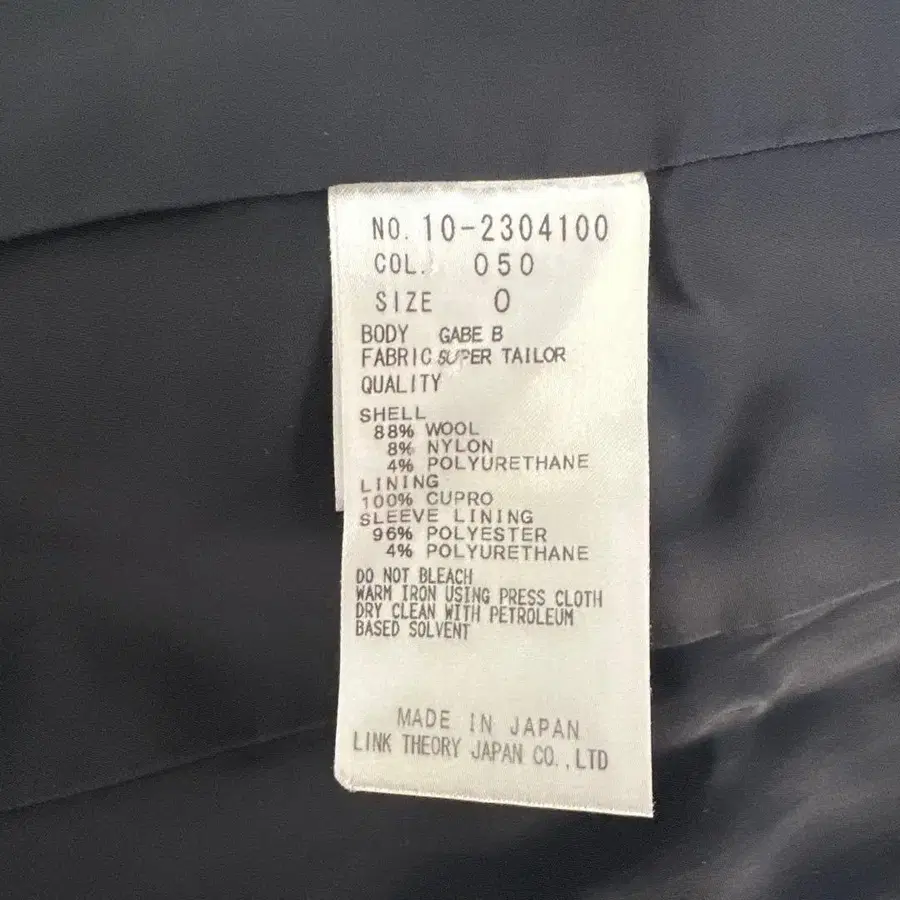 NO. 10-2304100
COL. 050
SIZE 0
BODY GABE B
FABRIC SUPER TAILOR
QUALITY
SHELL
88% WOOL
8% NYLON
4% POLYURETHANE
LINING
100% CUPRO
SLEEVE LINING
96% POLYESTER
4% POLYURETHANE
DO NOT BLEACH
WARM IRON USING PRESS CLOTH
DRY CLEAN WITH PETROLEUM
BASED SOLVENT
MADE IN JAPAN
LINK THEORY JAPAN CO.,LTD